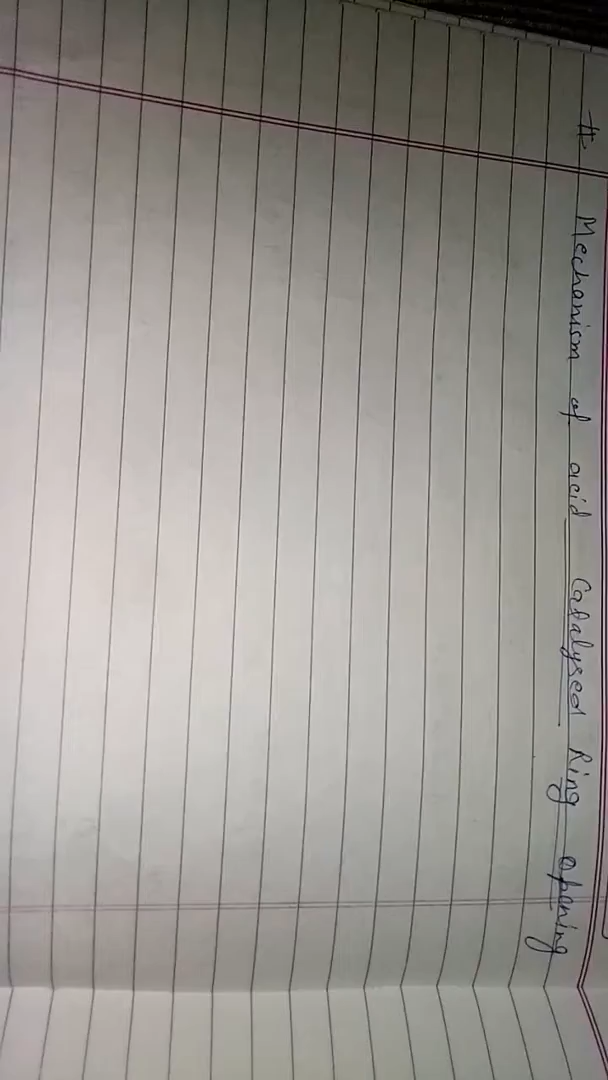 # Mechanism of acid Catalysed Ring opening